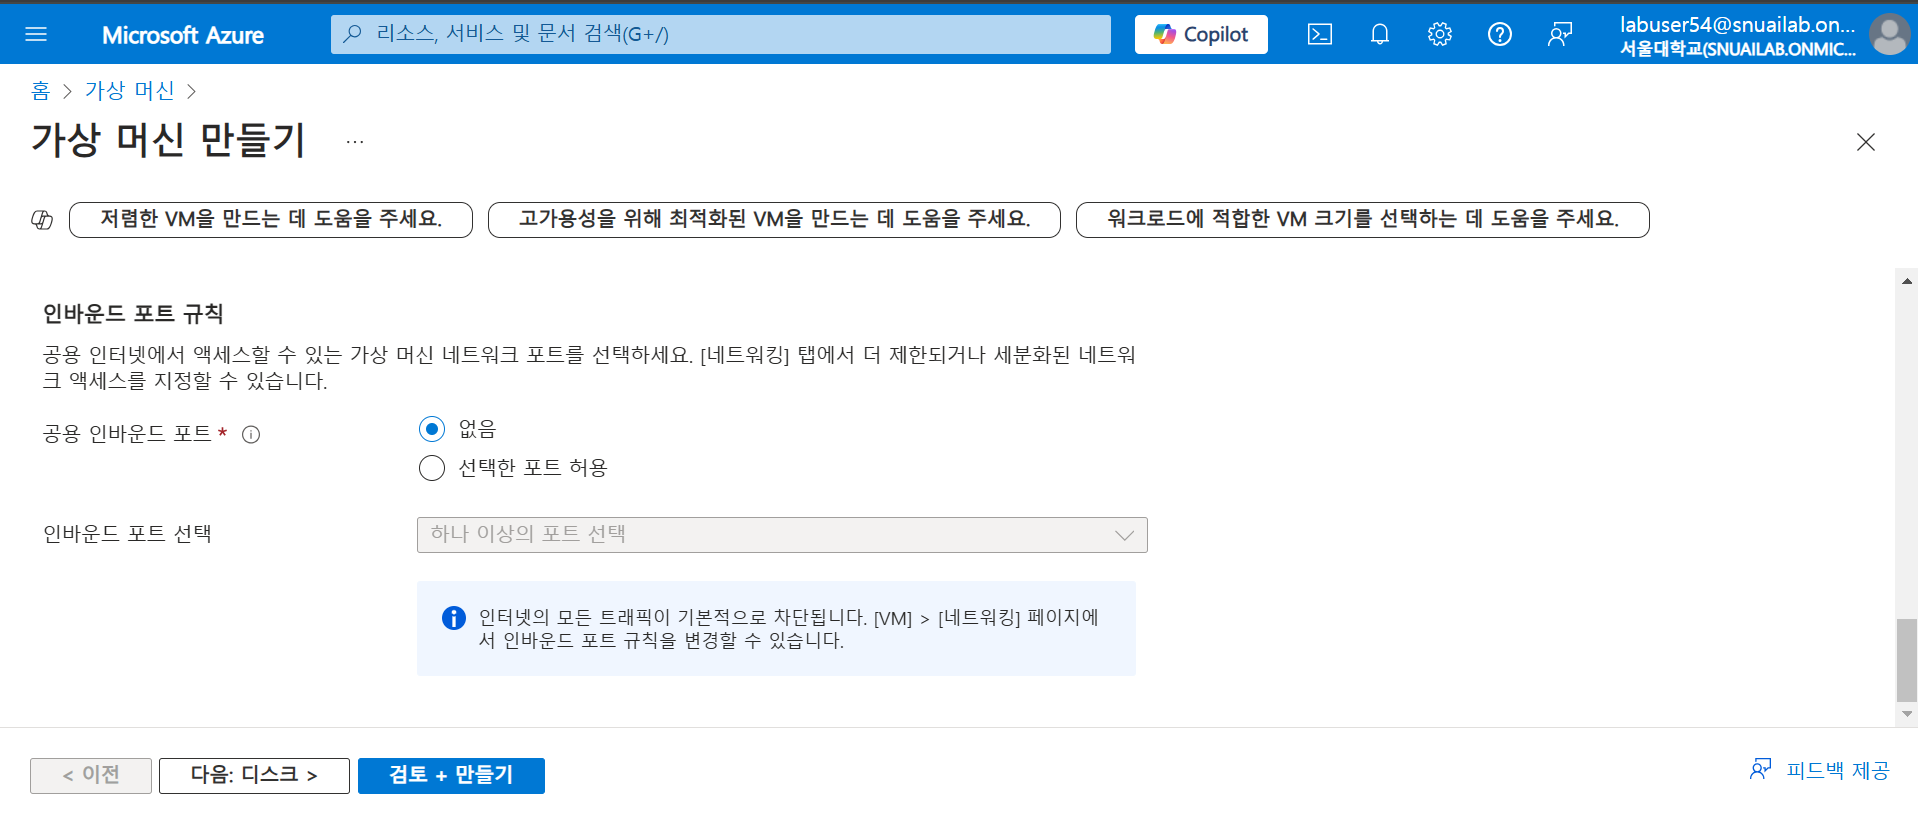 Microsoft Azure
리소스, 서비스 및 문서 검색(G+/)
Copilot
labuser54@snuailab.on...
서울대학교(SNUAILAB.ONMIC...
홈 > 가상 머신 >
가상 머신 만들기 ...
저렴한 VM을 만드는 데 도움을 주세요.
고가용성을 위해 최적화된 VM을 만드는 데 도움을 주세요.
워크로드에 적합한 VM 크기를 선택하는 데 도움을 주세요.
인바운드 포트 규칙
공용 인터넷에서 액세스할 수 있는 가상 머신 네트워크 포트를 선택하세요. [네트워킹] 탭에서 더 제한되거나 세분화된 네트워
크 액세스를 지정할 수 있습니다.
공용 인바운드 포트 *
없음
선택한 포트 허용
인바운드 포트 선택
하나 이상의 포트 선택
인터넷의 모든 트래픽이 기본적으로 차단됩니다. [VM] > [네트워킹] 페이지에
서 인바운드 포트 규칙을 변경할 수 있습니다.
< 이전
다음: 디스크 >
검토 + 만들기
피드백 제공